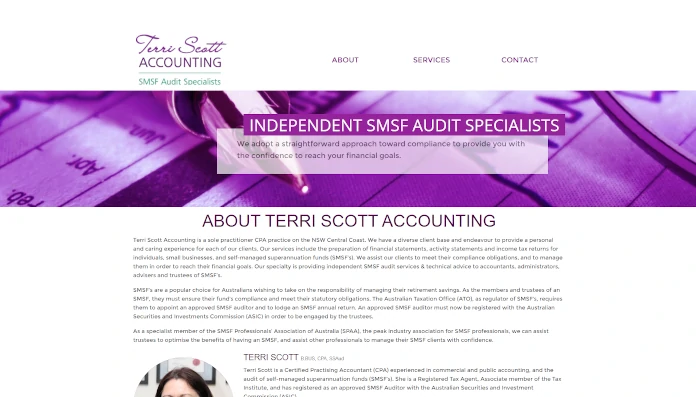 Terri Scott
ACCOUNTING
SMSF Audit Specialists
ABOUT
SERVICES
CONTACT
Apr.
Feb.
INDEPENDENT SMSF AUDIT SPECIALISTS
We adopt a straightforward approach toward compliance to provide you with
the confidence to reach your financial goals.
ABOUT TERRI SCOTT ACCOUNTING
Terri Scott Accounting is a sole practitioner CPA practice on the NSW Central Coast. We have a diverse client base and endeavour to provide a personal
and caring experience for each of our clients. Our services include the preparation of financial statements, activity statements and income tax returns for
individuals, small businesses, and self-managed superannuation funds (SMSF's). We assist our clients to meet their compliance obligations, and to manage
them in order to reach their financial goals. Our specialty is providing independent SMSF audit services & technical advice to accountants, administrators,
advisers and trustees of SMSF's.
SMSF's are a popular choice for Australians wishing to take on the responsibility of managing their retirement savings. As the members and trustees of an
SMSF, they must ensure their fund's compliance and meet their statutory obligations. The Australian Taxation Office (ATO), as regulator of SMSF's, requires
them to appoint an approved SMSF auditor and to lodge an SMSF annual return. An approved SMSF auditor must now be registered with the Australian
Securities and Investments Commission (ASIC) in order to be engaged by the trustees.
As a specialist member of the SMSF Professionals' Association of Australia (SPAA), the peak industry association for SMSF professionals, we can assist
trustees to optimise the benefits of having an SMSF, and assist other professionals to manage their SMSF clients with confidence.
TERRI SCOTT B.BUS, CPA, SSAud
Terri Scott is a Certified Practising Accountant (CPA) experienced in commercial and public accounting, and the
audit of self-managed superannuation funds (SMSF's). She is a Registered Tax Agent, Associate member of the Tax
Institute, and has registered as an approved SMSF Auditor with the Australian Securities and Investment
Commission (ASIC)